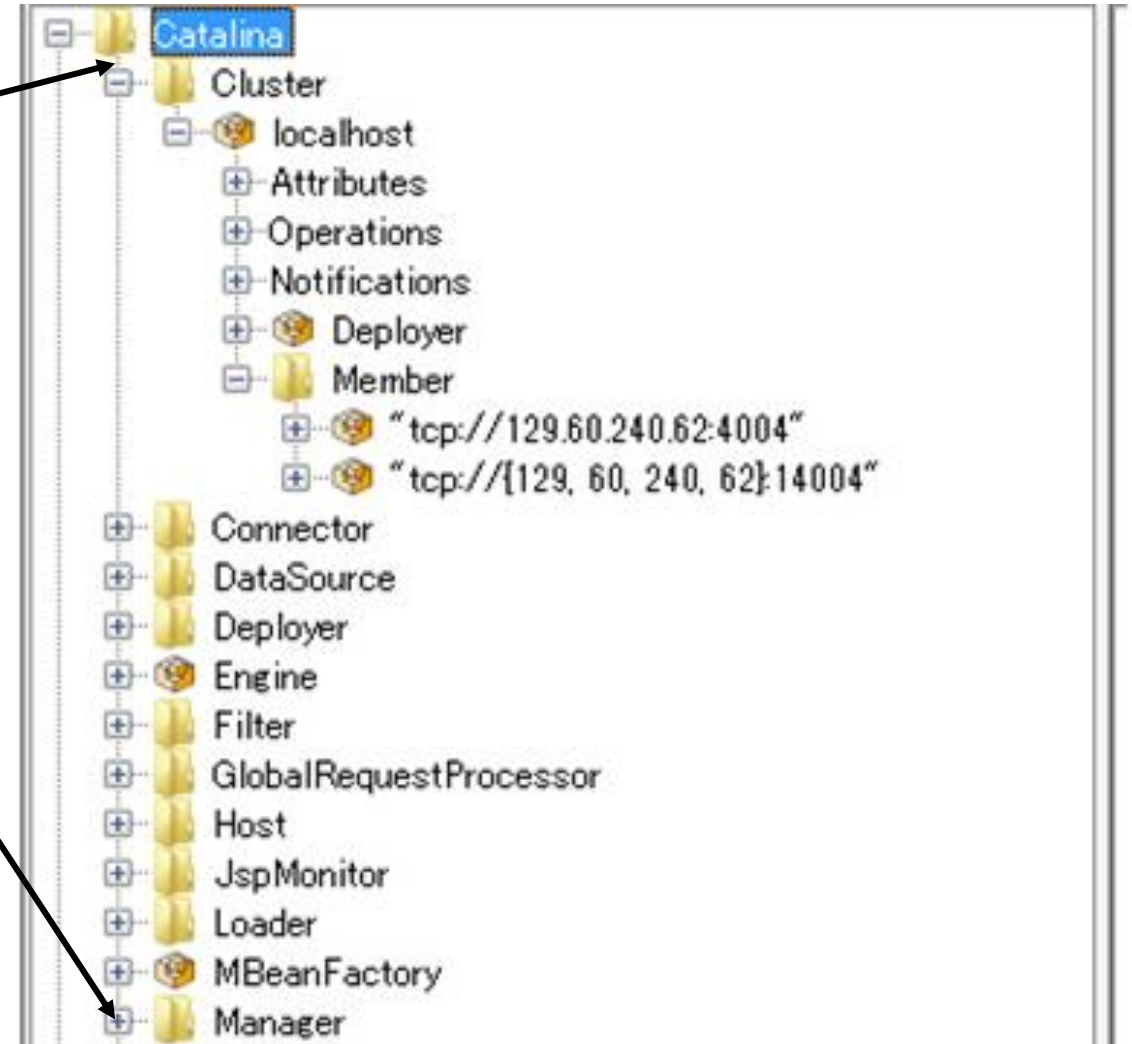 Catalina
Cluster
localhost
Attributes
Operations
Notifications
Deployer
Member
"tcp://129.60.240.62:4004"
"tcp://{129, 60, 240, 62}:14004"
Connector
DataSource
Deployer
Engine
Filter
GlobalRequestProcessor
Host
JspMonitor
Loader
MBeanFactory
Manager